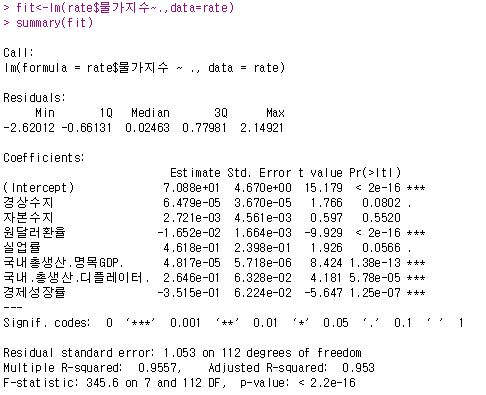 > fit<-lm(rate$물가지수~.,data=rate)
> summary(fit)
Call:
lm(formula = rate$물가지수 ~ ., data = rate)
Residuals:
     Min       1Q   Median       3Q      Max
-2.62012 -0.66131  0.02463  0.77981  2.14921
Coefficients:
                            Estimate Std. Error t value Pr(>|t|)
(Intercept)                7.088e+01  4.670e+00  15.179  < 2e-16 ***
경상수지                   6.479e-05  3.670e-05   1.766   0.0802 .
자본수지                   2.721e-03  4.561e-03   0.597   0.5520
원달러환율                -1.652e-02  1.664e-03  -9.929  < 2e-16 ***
실업률                     4.618e-01  2.398e-01   1.926   0.0566 .
국내총생산.명목GDP.        4.817e-05  5.718e-06   8.424 1.38e-13 ***
국내.총생산.디플레이터.    2.646e-01  6.328e-02   4.181 5.78e-05 ***
경제성장률                -3.515e-01  6.224e-02  -5.647 1.25e-07 ***
---
Signif. codes:  0 ‘***’ 0.001 ‘**’ 0.01 ‘*’ 0.05 ‘.’ 0.1 ‘ ’ 1
Residual standard error: 1.053 on 112 degrees of freedom
Multiple R-squared:  0.9557,    Adjusted R-squared:  0.953
F-statistic: 345.6 on 7 and 112 DF,  p-value: < 2.2e-16